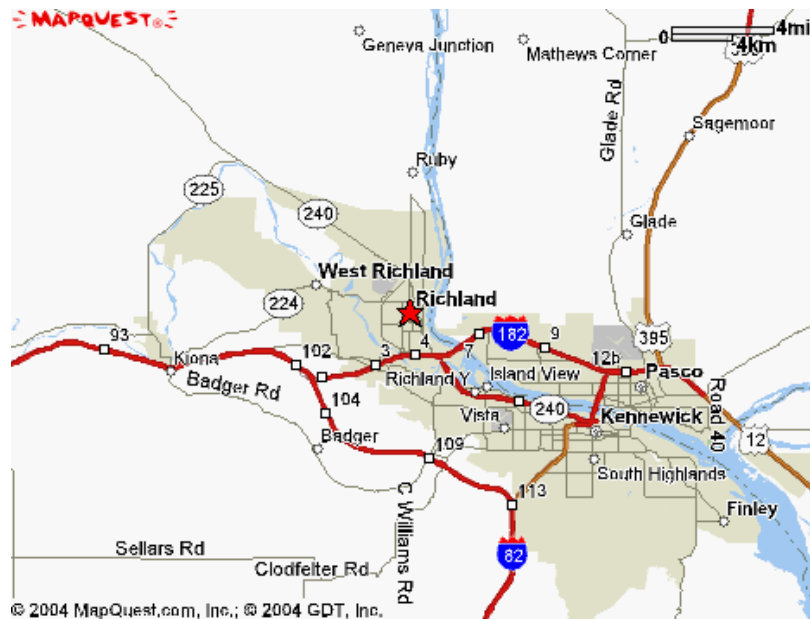 MAPQUEST
0 4mi
4km
395
Geneva Junction
Mathews Corner
Glade Rd
Sagemoor
Ruby
225
240
Glade
West Richland
224
Richland
182
395
93
102
3
4
7
9
12b
Kiona
Badger Rd
Richland Y
Island View
Pasco
104
240
Vista
Kennewick
Road 40
12
Badger
109
South Highlands
113
C Williams Rd
Finley
Sellars Rd
Clodfelter Rd
82
© 2004 MapQuest.com, Inc.; © 2004 GDT, Inc.